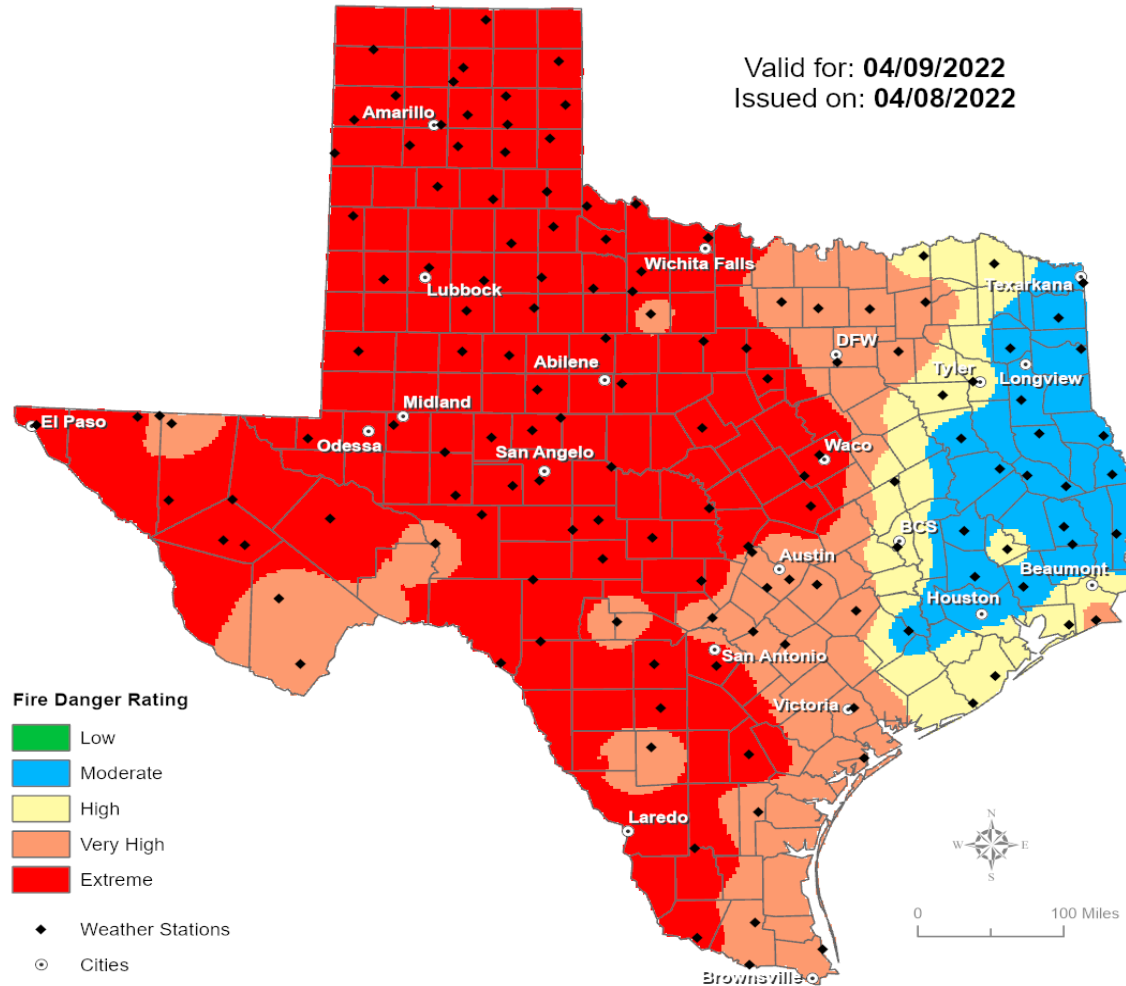 Valid for: 04/09/2022
Issued on: 04/08/2022
Amarillo
Wichita Falls
Lubbock
Texarkana
DFW
Abilene
Tyler
Longview
Midland
El Paso
Odessa
San Angelo
Waco
BCS
Austin
Beaumont
Houston
San Antonio
Victoria
Laredo
Brownsville
Fire Danger Rating
Low
Moderate
High
Very High
Extreme
Weather Stations
Cities
N
W E
S
0 100 Miles